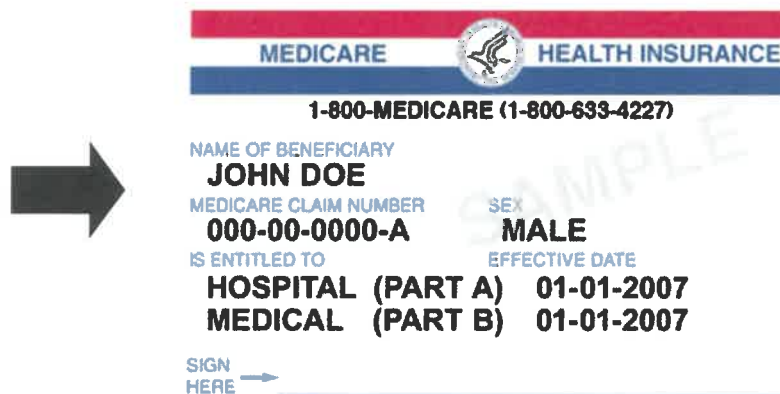 MEDICARE HEALTH INSURANCE
1-800-MEDICARE (1-800-633-4227)
SAMPLE
NAME OF BENEFICIARY
JOHN DOE
MEDICARE CLAIM NUMBER SEX
000-00-0000-A MALE
IS ENTITLED TO EFFECTIVE DATE
HOSPITAL (PART A) 01-01-2007
MEDICAL (PART B) 01-01-2007
SIGN
HERE